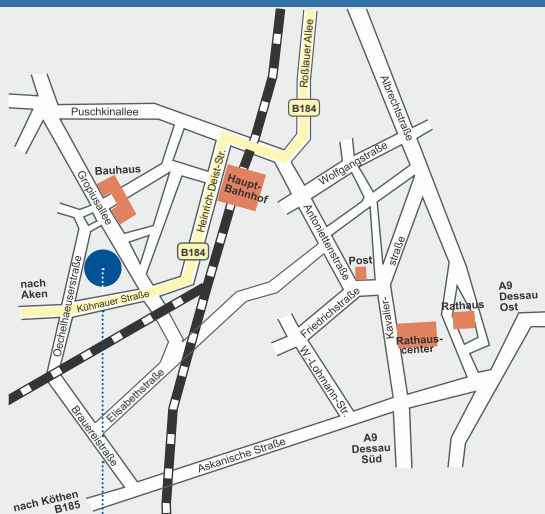 Roßlauer Allee
B184
Albrechtstraße
Puschkinallee
Wolfgangstraße
Bauhaus
Gropiusallee
Heinrich-Deist-Str.
Haupt-
Bahnhof
Antoniettenstraße
B184
Post
Kavalier-
straße
nach
Aken
Kühnauer Straße
Oechelhaeuserstraße
Friedrichstraße
Rathaus
A9
Dessau
Ost
Rathaus-
center
W.-Lohmann-Str.
Elisabethstraße
Brauereistraße
Askanische Straße
A9
Dessau
Süd
nach Köthen
B185